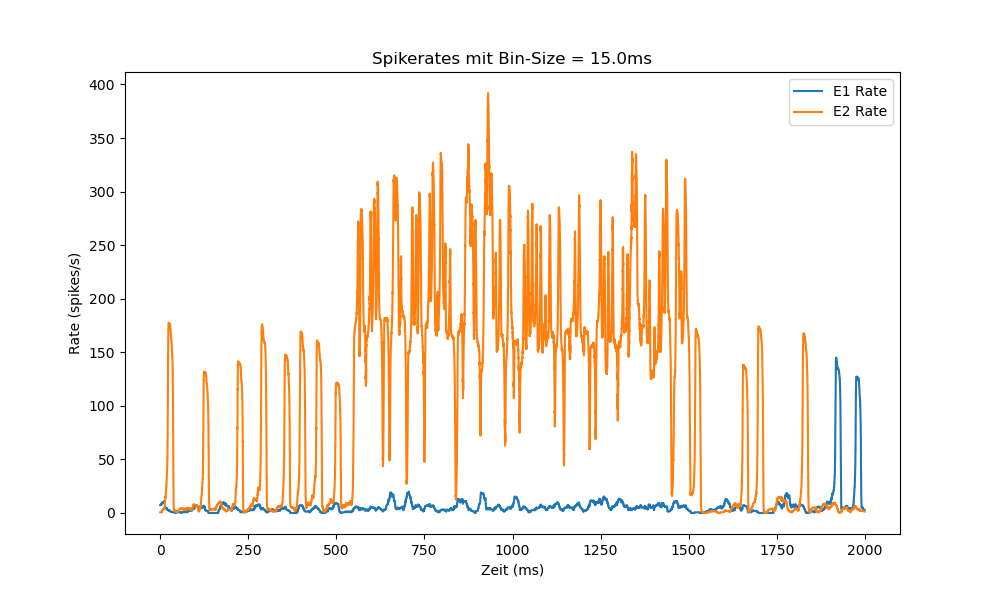 Spikerates mit Bin-Size = 15.0ms
E1 Rate
E2 Rate
Rate (spikes/s)
400
350
300
250
200
150
100
50
0
0 250 500 750 1000 1250 1500 1750 2000
Zeit (ms)